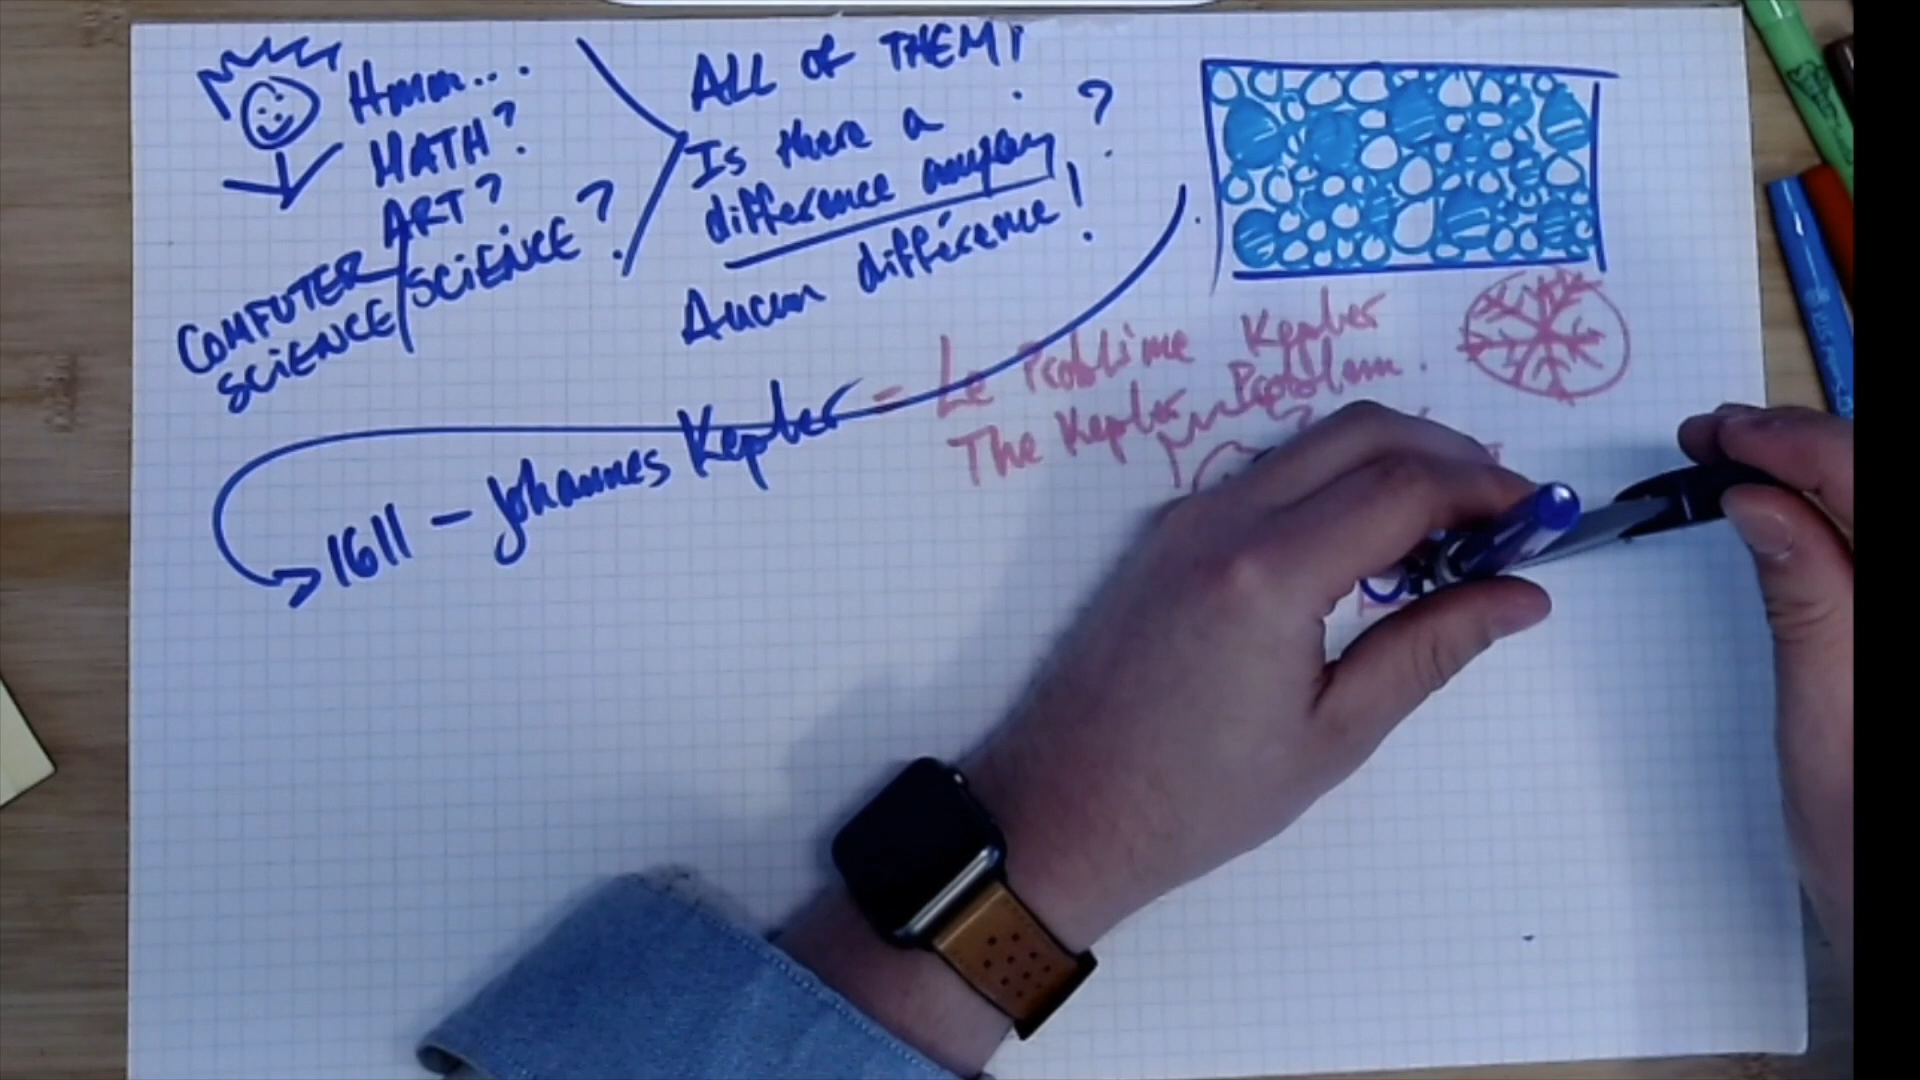 Hmm...
MATH?
ART?
COMPUTER
SCIENCE/SCIENCE?
ALL OF THEM!
Is there a
difference anyway?
Aucun différence!
1611 - Johannes Kepler = Le Problime Kepler
The Kepler Problem.